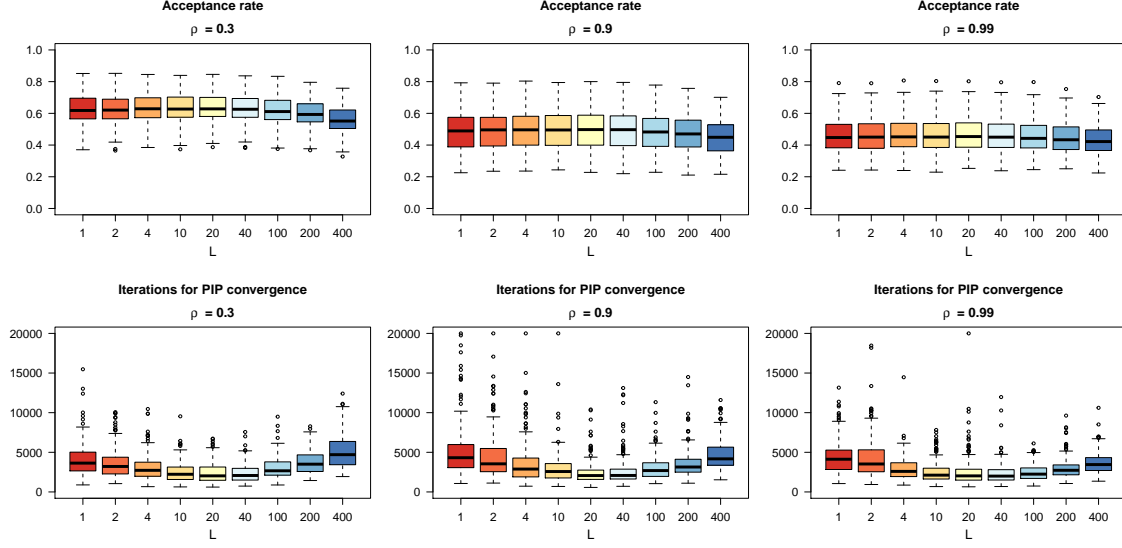 Acceptance rate
ρ = 0.3
1.0
0.8
0.6
0.4
0.2
0.0
1 2 4 10 20 40 100 200 400
L
Acceptance rate
ρ = 0.9
1.0
0.8
0.6
0.4
0.2
0.0
1 2 4 10 20 40 100 200 400
L
Acceptance rate
ρ = 0.99
1.0
0.8
0.6
0.4
0.2
0.0
1 2 4 10 20 40 100 200 400
L
Iterations for PIP convergence
ρ = 0.3
20000
15000
10000
5000
0
1 2 4 10 20 40 100 200 400
L
Iterations for PIP convergence
ρ = 0.9
20000
15000
10000
5000
0
1 2 4 10 20 40 100 200 400
L
Iterations for PIP convergence
ρ = 0.99
20000
15000
10000
5000
0
1 2 4 10 20 40 100 200 400
L